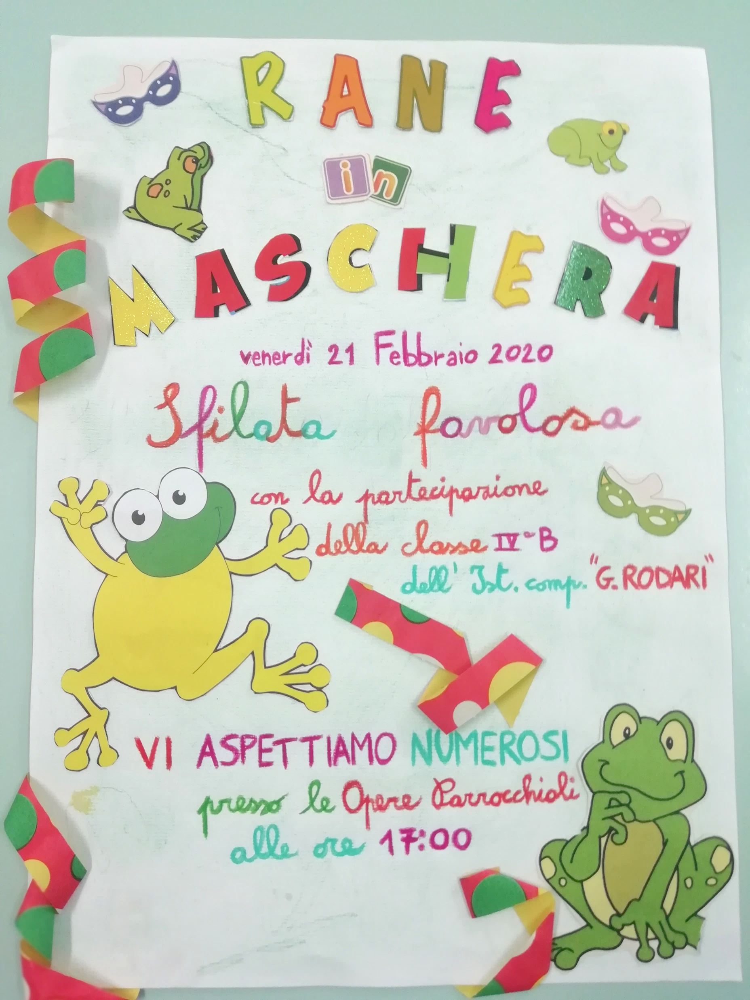 RANE
in
MASCHERA
venerdì 21 Febbraio 2020
Sfilata favolosa
con la partecipazione
della classe IVª B
dell' Ist. comp. "G. RODARI"
VI ASPETTIAMO NUMEROSI
presso le Opere Parrocchiali
alle ore 17:00